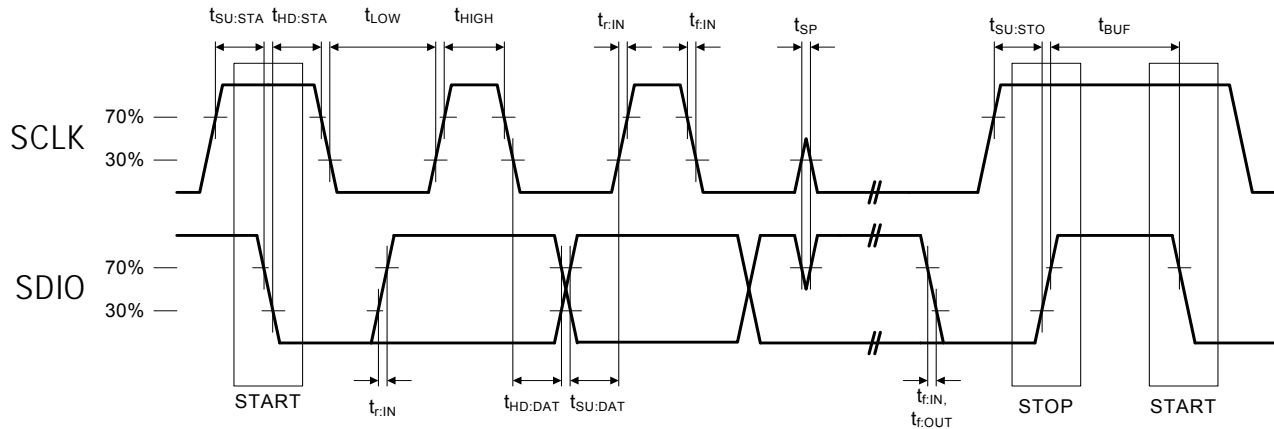 tSU:STA tHD:STA tLOW tHIGH tr:IN tf:IN tSP tSU:STO tBUF
SCLK
70%
30%
SDIO
70%
30%
START
tr:IN
tHD:DAT
tSU:DAT
tf:IN,
tf:OUT
STOP
START